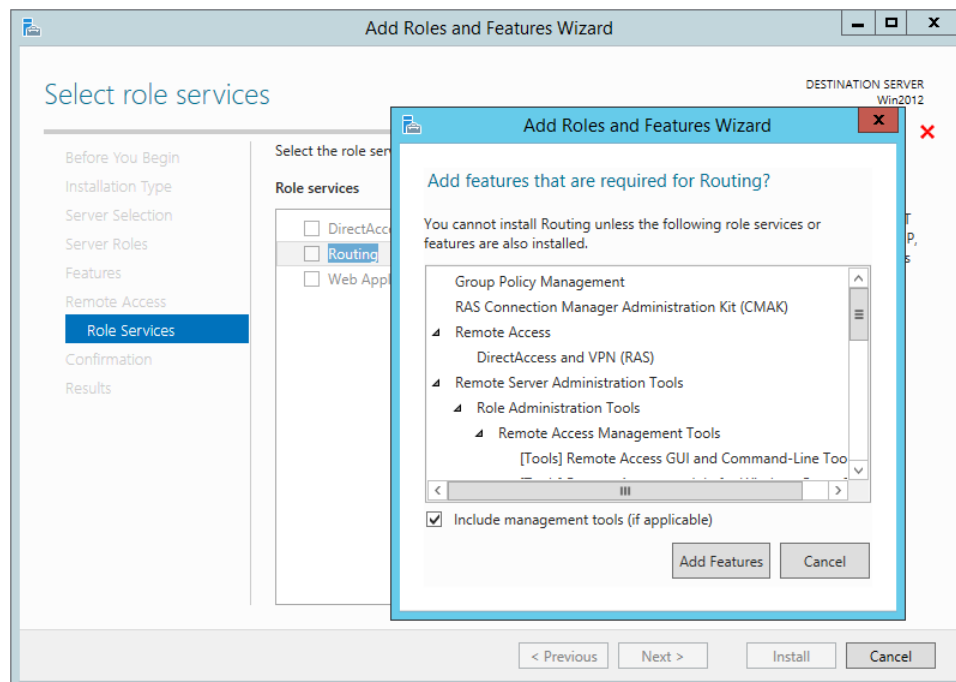 Add Roles and Features Wizard
Select role services
DESTINATION SERVER
Win2012
Before You Begin
Installation Type
Server Selection
Server Roles
Features
Remote Access
Role Services
Confirmation
Results
Select the role ser
Role services
DirectAcce
Routing
Web Appl
Add Roles and Features Wizard
Add features that are required for Routing?
You cannot install Routing unless the following role services or
features are also installed.
Group Policy Management
RAS Connection Manager Administration Kit (CMAK)
Remote Access
DirectAccess and VPN (RAS)
Remote Server Administration Tools
Role Administration Tools
Remote Access Management Tools
[Tools] Remote Access GUI and Command-Line Too
Include management tools (if applicable)
Add Features
Cancel
T
P,
s
< Previous
Next >
Install
Cancel